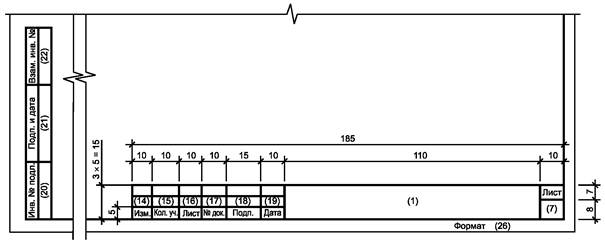 Взам. инв. №
(22)
Подп. и дата
(21)
Инв. № подл.
(20)
185
3 × 5 = 15
10 10 10 10 15 10 110 10
5
(14) (15) (16) (17) (18) (19)
Изм. Кол. уч. Лист № док. Подп. Дата
(1)
Лист
(7)
7
8
Формат (26)